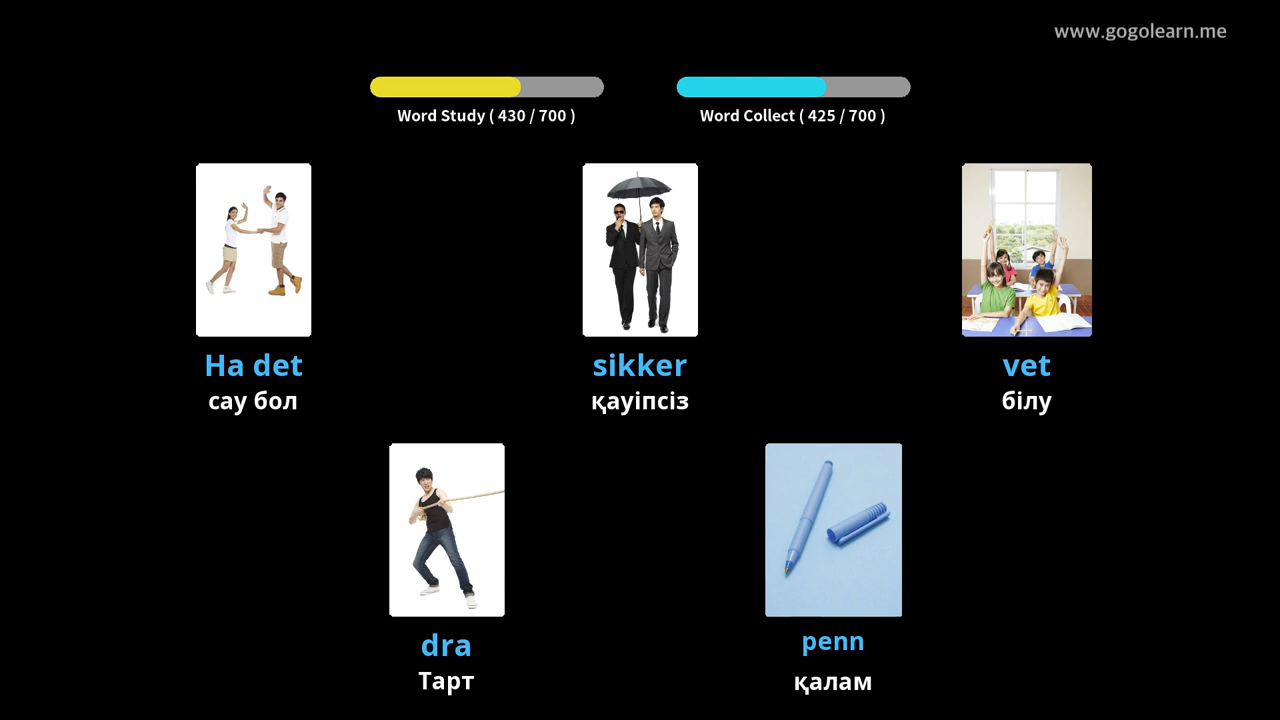 www.gogolearn.me
Word Study ( 430 / 700 )
Word Collect ( 425 / 700 )
Ha det
сау бол
sikker
қауіпсіз
vet
білу
dra
Тарт
penn
қалам